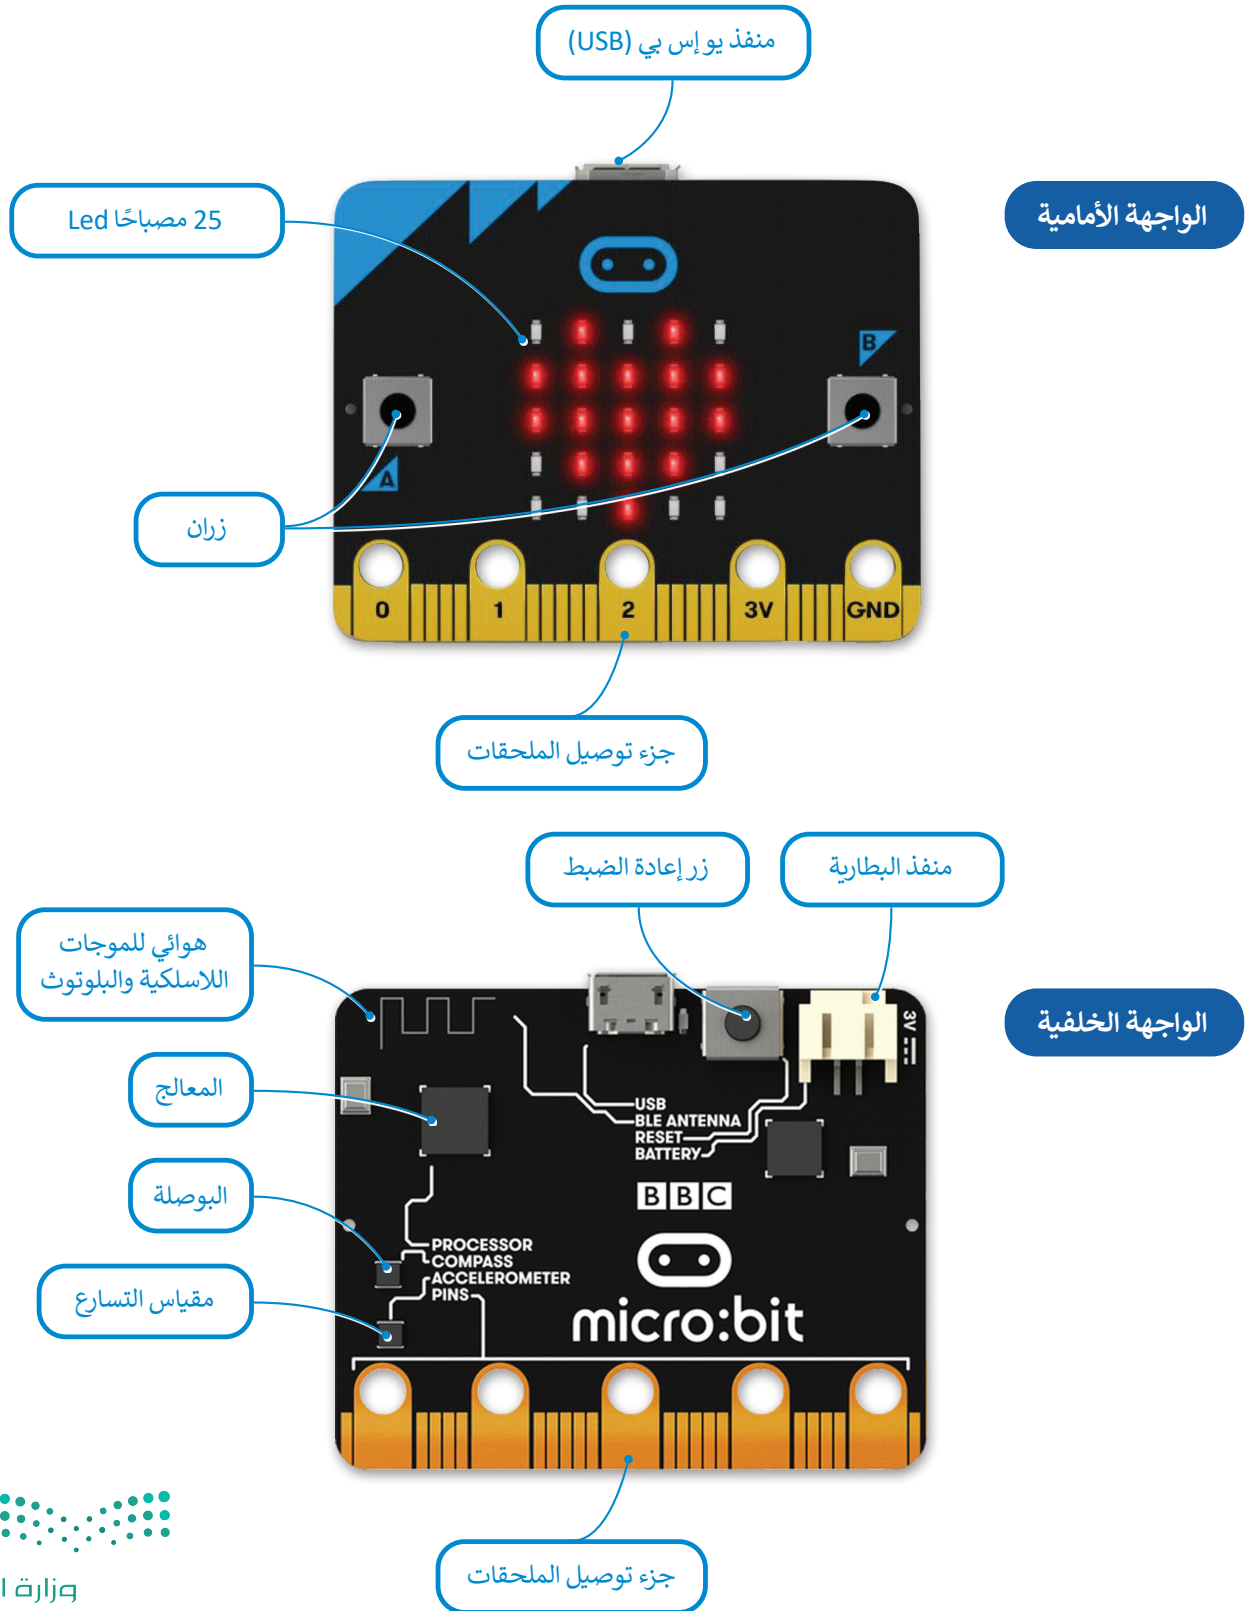 منفذ يو إس بي (USB)
الواجهة الأمامية
25 مصباحًا Led
B
A
زران
0 1 2 3V GND
جزء توصيل الملحقات
منفذ البطارية
زر إعادة الضبط
هوائي للموجات
اللاسلكية والبلوتوث
الواجهة الخلفية
3V
المعالج
USB
BLE ANTENNA
RESET
BATTERY
BBC
البوصلة
PROCESSOR
COMPASS
ACCELEROMETER
PINS
مقياس التسارع
micro:bit
جزء توصيل الملحقات
وزارة ا